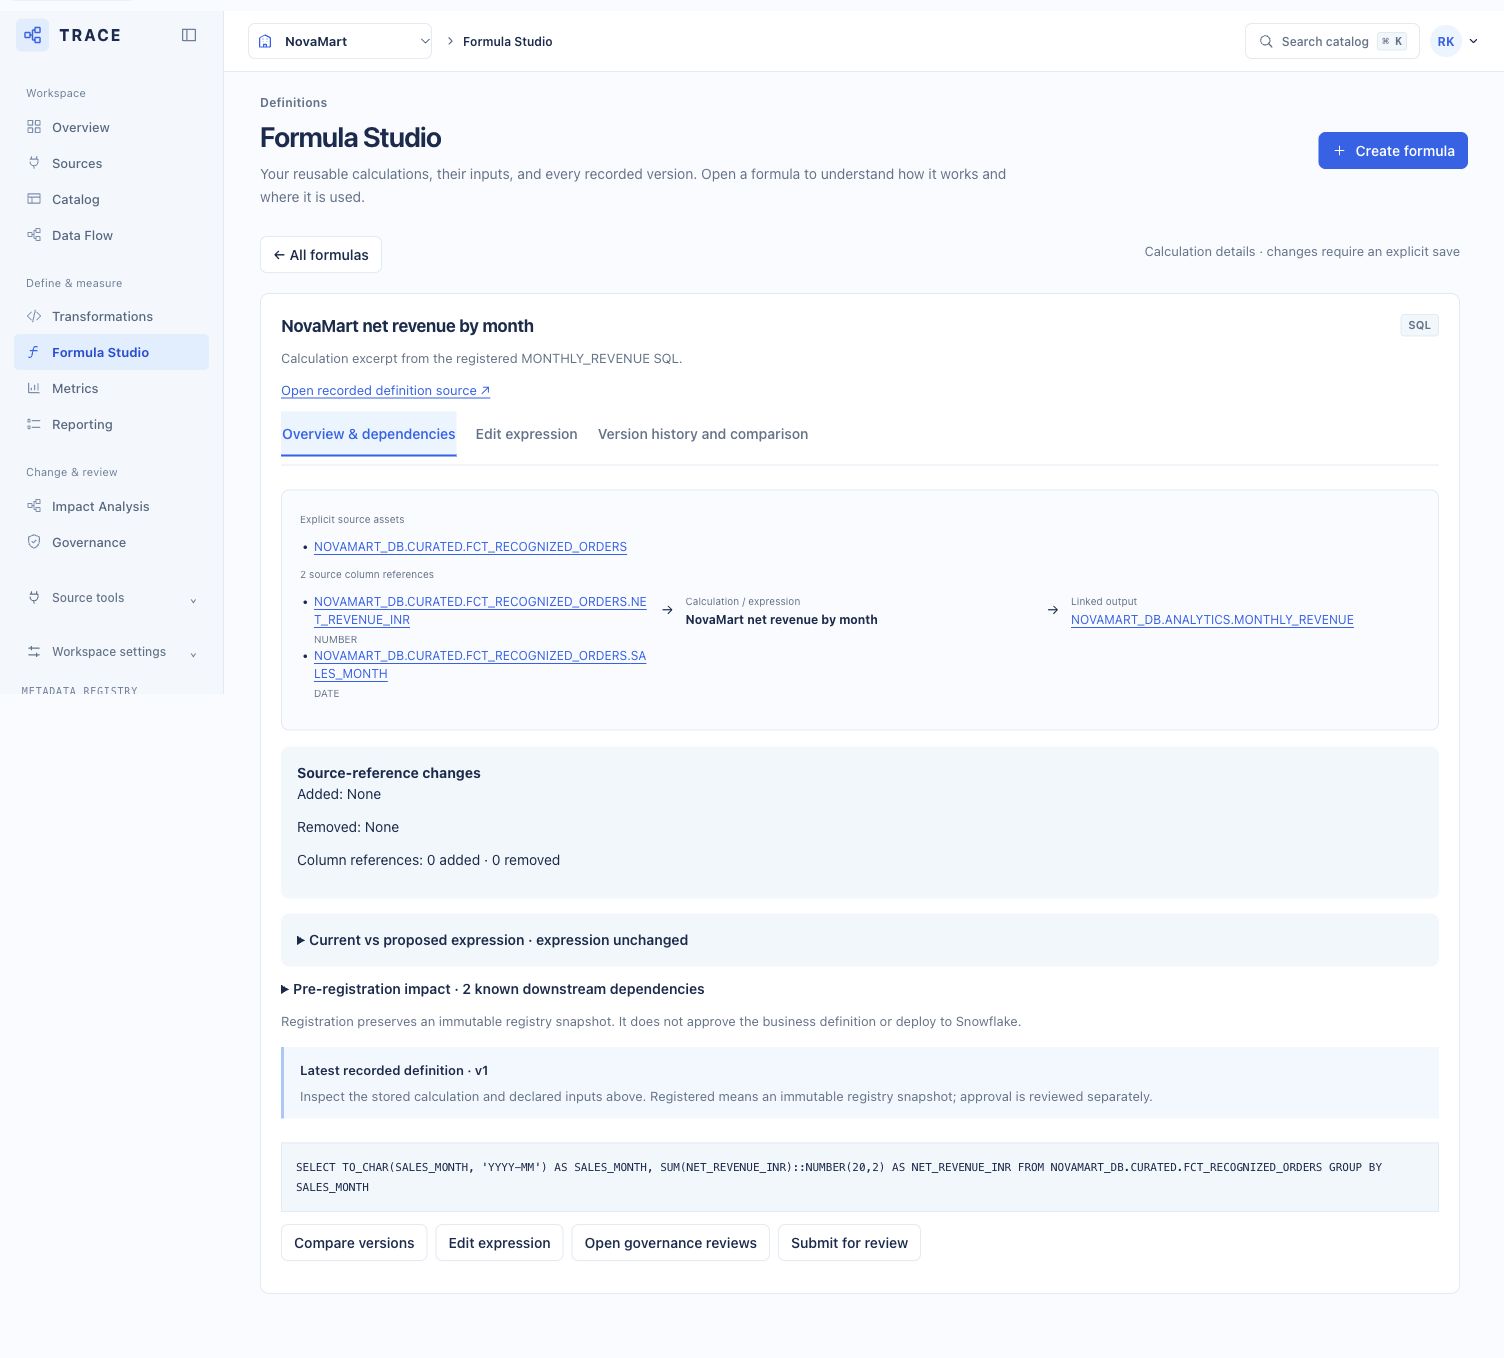 TRACE
NovaMart
Formula Studio
Search catalog ⌘ K
RK
Workspace
Overview
Sources
Catalog
Data Flow
Define & measure
Transformations
Formula Studio
Metrics
Reporting
Change & review
Impact Analysis
Governance
Source tools
Workspace settings
METADATA REGISTRY
Definitions
Formula Studio
Your reusable calculations, their inputs, and every recorded version. Open a formula to understand how it works and
where it is used.
+ Create formula
← All formulas
Calculation details · changes require an explicit save
NovaMart net revenue by month
SQL
Calculation excerpt from the registered MONTHLY_REVENUE SQL.
Open recorded definition source ↗
Overview & dependencies
Edit expression
Version history and comparison
Explicit source assets
• NOVAMART_DB.CURATED.FCT_RECOGNIZED_ORDERS
2 source column references
• NOVAMART_DB.CURATED.FCT_RECOGNIZED_ORDERS.NE
T_REVENUE_INR
NUMBER
• NOVAMART_DB.CURATED.FCT_RECOGNIZED_ORDERS.SA
LES_MONTH
DATE
→
Calculation / expression
NovaMart net revenue by month
→
Linked output
NOVAMART_DB.ANALYTICS.MONTHLY_REVENUE
Source-reference changes
Added: None
Removed: None
Column references: 0 added · 0 removed
▶ Current vs proposed expression · expression unchanged
▶ Pre-registration impact · 2 known downstream dependencies
Registration preserves an immutable registry snapshot. It does not approve the business definition or deploy to Snowflake.
Latest recorded definition · v1
Inspect the stored calculation and declared inputs above. Registered means an immutable registry snapshot; approval is reviewed separately.
SELECT TO_CHAR(SALES_MONTH, 'YYYY-MM') AS SALES_MONTH, SUM(NET_REVENUE_INR)::NUMBER(20,2) AS NET_REVENUE_INR FROM NOVAMART_DB.CURATED.FCT_RECOGNIZED_ORDERS GROUP BY
SALES_MONTH
Compare versions
Edit expression
Open governance reviews
Submit for review